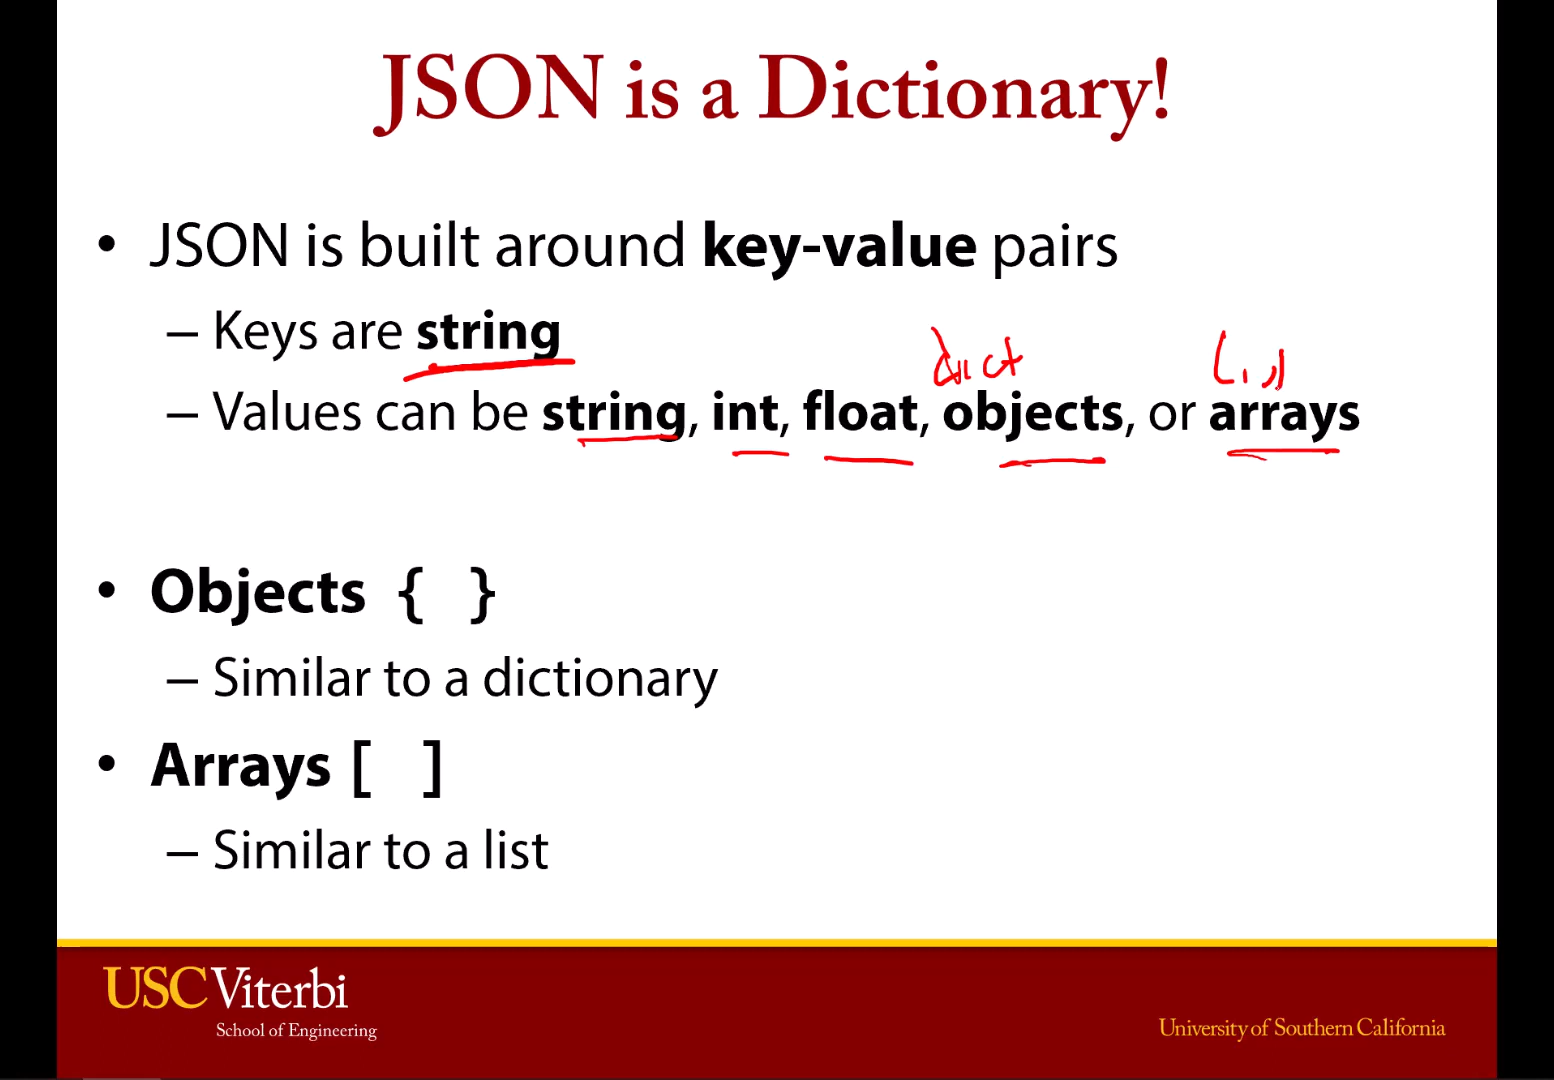 JSON is a Dictionary!
• JSON is built around key-value pairs
– Keys are string
dict
– Values can be string, int, float, objects, or arrays
• Objects { }
– Similar to a dictionary
• Arrays [ ]
– Similar to a list
USC Viterbi
School of Engineering
University of Southern California